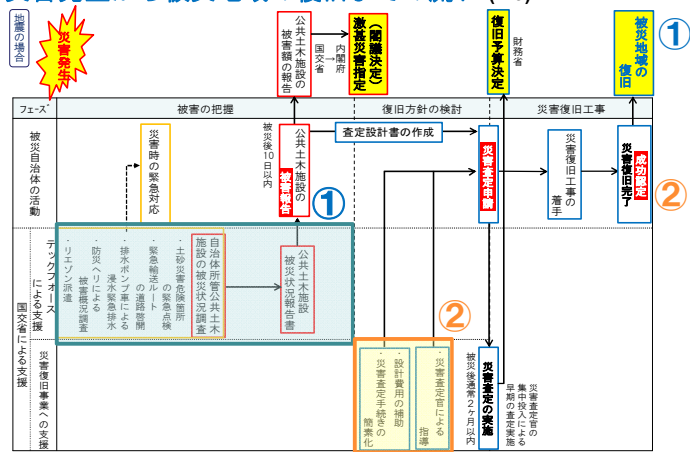 地震の場合
災害発生
公共土木施設の
被害額の報告
国交省→内閣府
(閣議決定)
激甚災害指定
復旧予算決定
財務省
被災地域の
復旧
①
フェーズ
被害の把握
復旧方針の検討
災害復旧工事
被災自治体の活動
災害時の緊急対応
被災後10日以内
公共土木施設の
被害報告
①
査定設計書の作成
災害査定申請
災害復旧工事の
着手
災害復旧完了
成功認定
②
国交省による支援
テックフォース
による支援
・リエゾン派遣
・防災ヘリによる
被害概況調査
・排水ポンプ車による
浸水緊急排水
・緊急輸送ルート
の道路啓開
・土砂災害危険箇所
の緊急点検
自治体所管公共土木
施設の被災状況調査
公共土木施設
被災状況報告書
②
災害復旧事業への支援
・災害査定手続きの
簡素化
・設計費用の補助
・災害査定官による
指導
被災後通常2ヶ月以内
災害査定の実施
災害査定官の
集中投入による
早期の査定実施